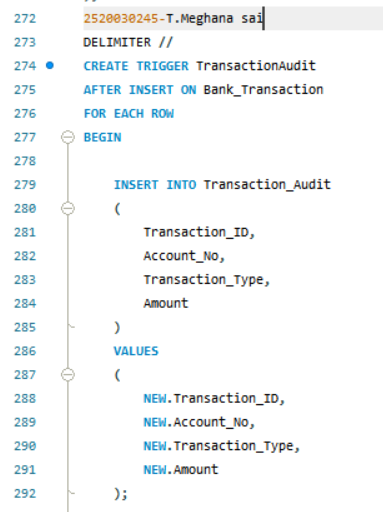 272 2520030245-T.Meghana sai
273 DELIMITER //
274 CREATE TRIGGER TransactionAudit
275 AFTER INSERT ON Bank_Transaction
276 FOR EACH ROW
277 BEGIN
278
279 INSERT INTO Transaction_Audit
280 (
281 Transaction_ID,
282 Account_No,
283 Transaction_Type,
284 Amount
285 )
286 VALUES
287 (
288 NEW.Transaction_ID,
289 NEW.Account_No,
290 NEW.Transaction_Type,
291 NEW.Amount
292 );